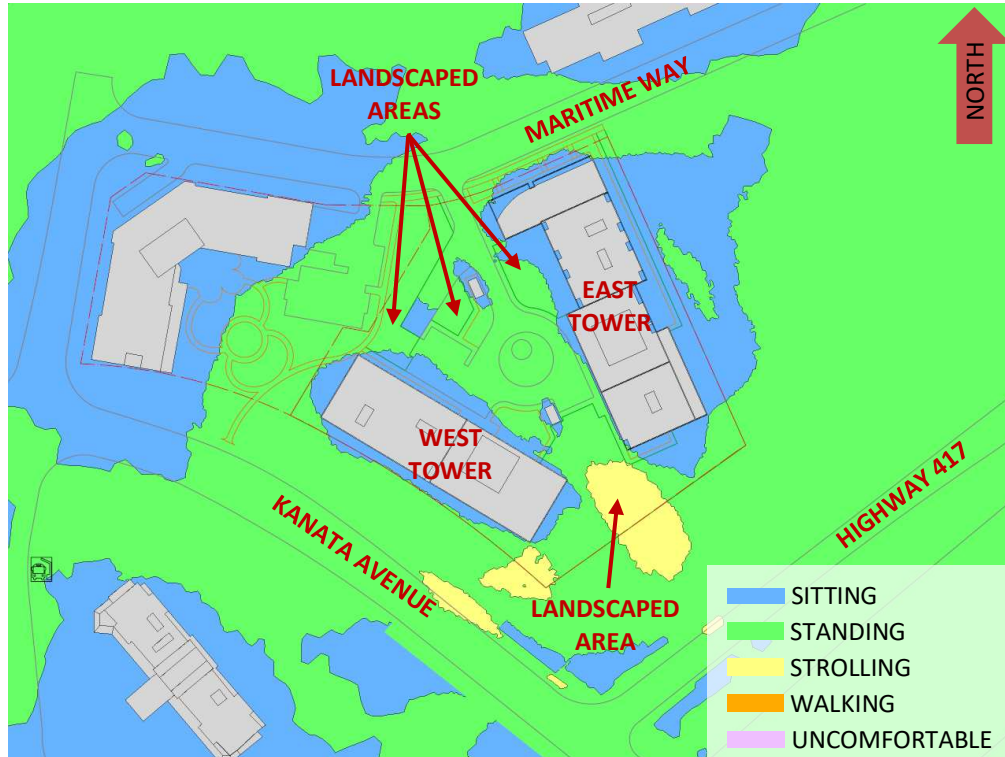 LANDSCAPED
AREAS
MARITIME WAY
NORTH
EAST
TOWER
WEST
TOWER
KANATA AVENUE
HIGHWAY 417
LANDSCAPED
AREA
SITTING
STANDING
STROLLING
WALKING
UNCOMFORTABLE